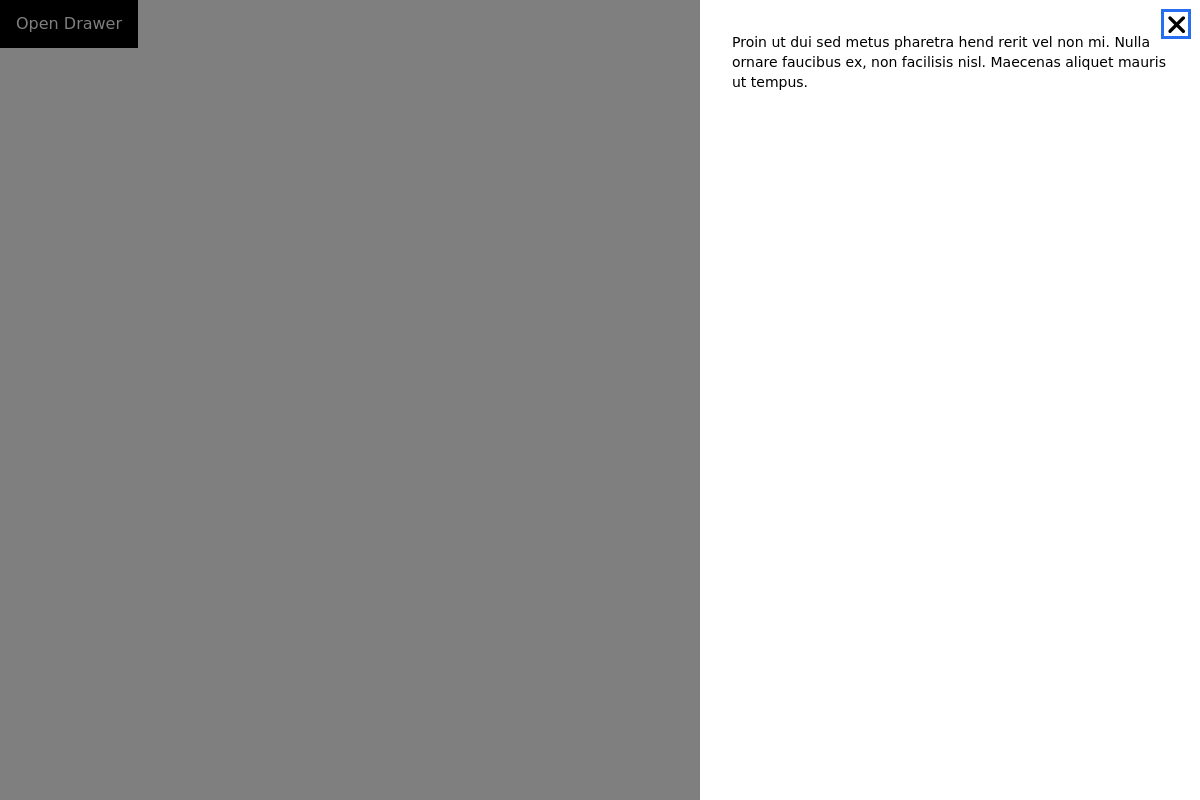 Open Drawer
Proin ut dui sed metus pharetra hend rerit vel non mi. Nulla
ornare faucibus ex, non facilisis nisl. Maecenas aliquet mauris
ut tempus.